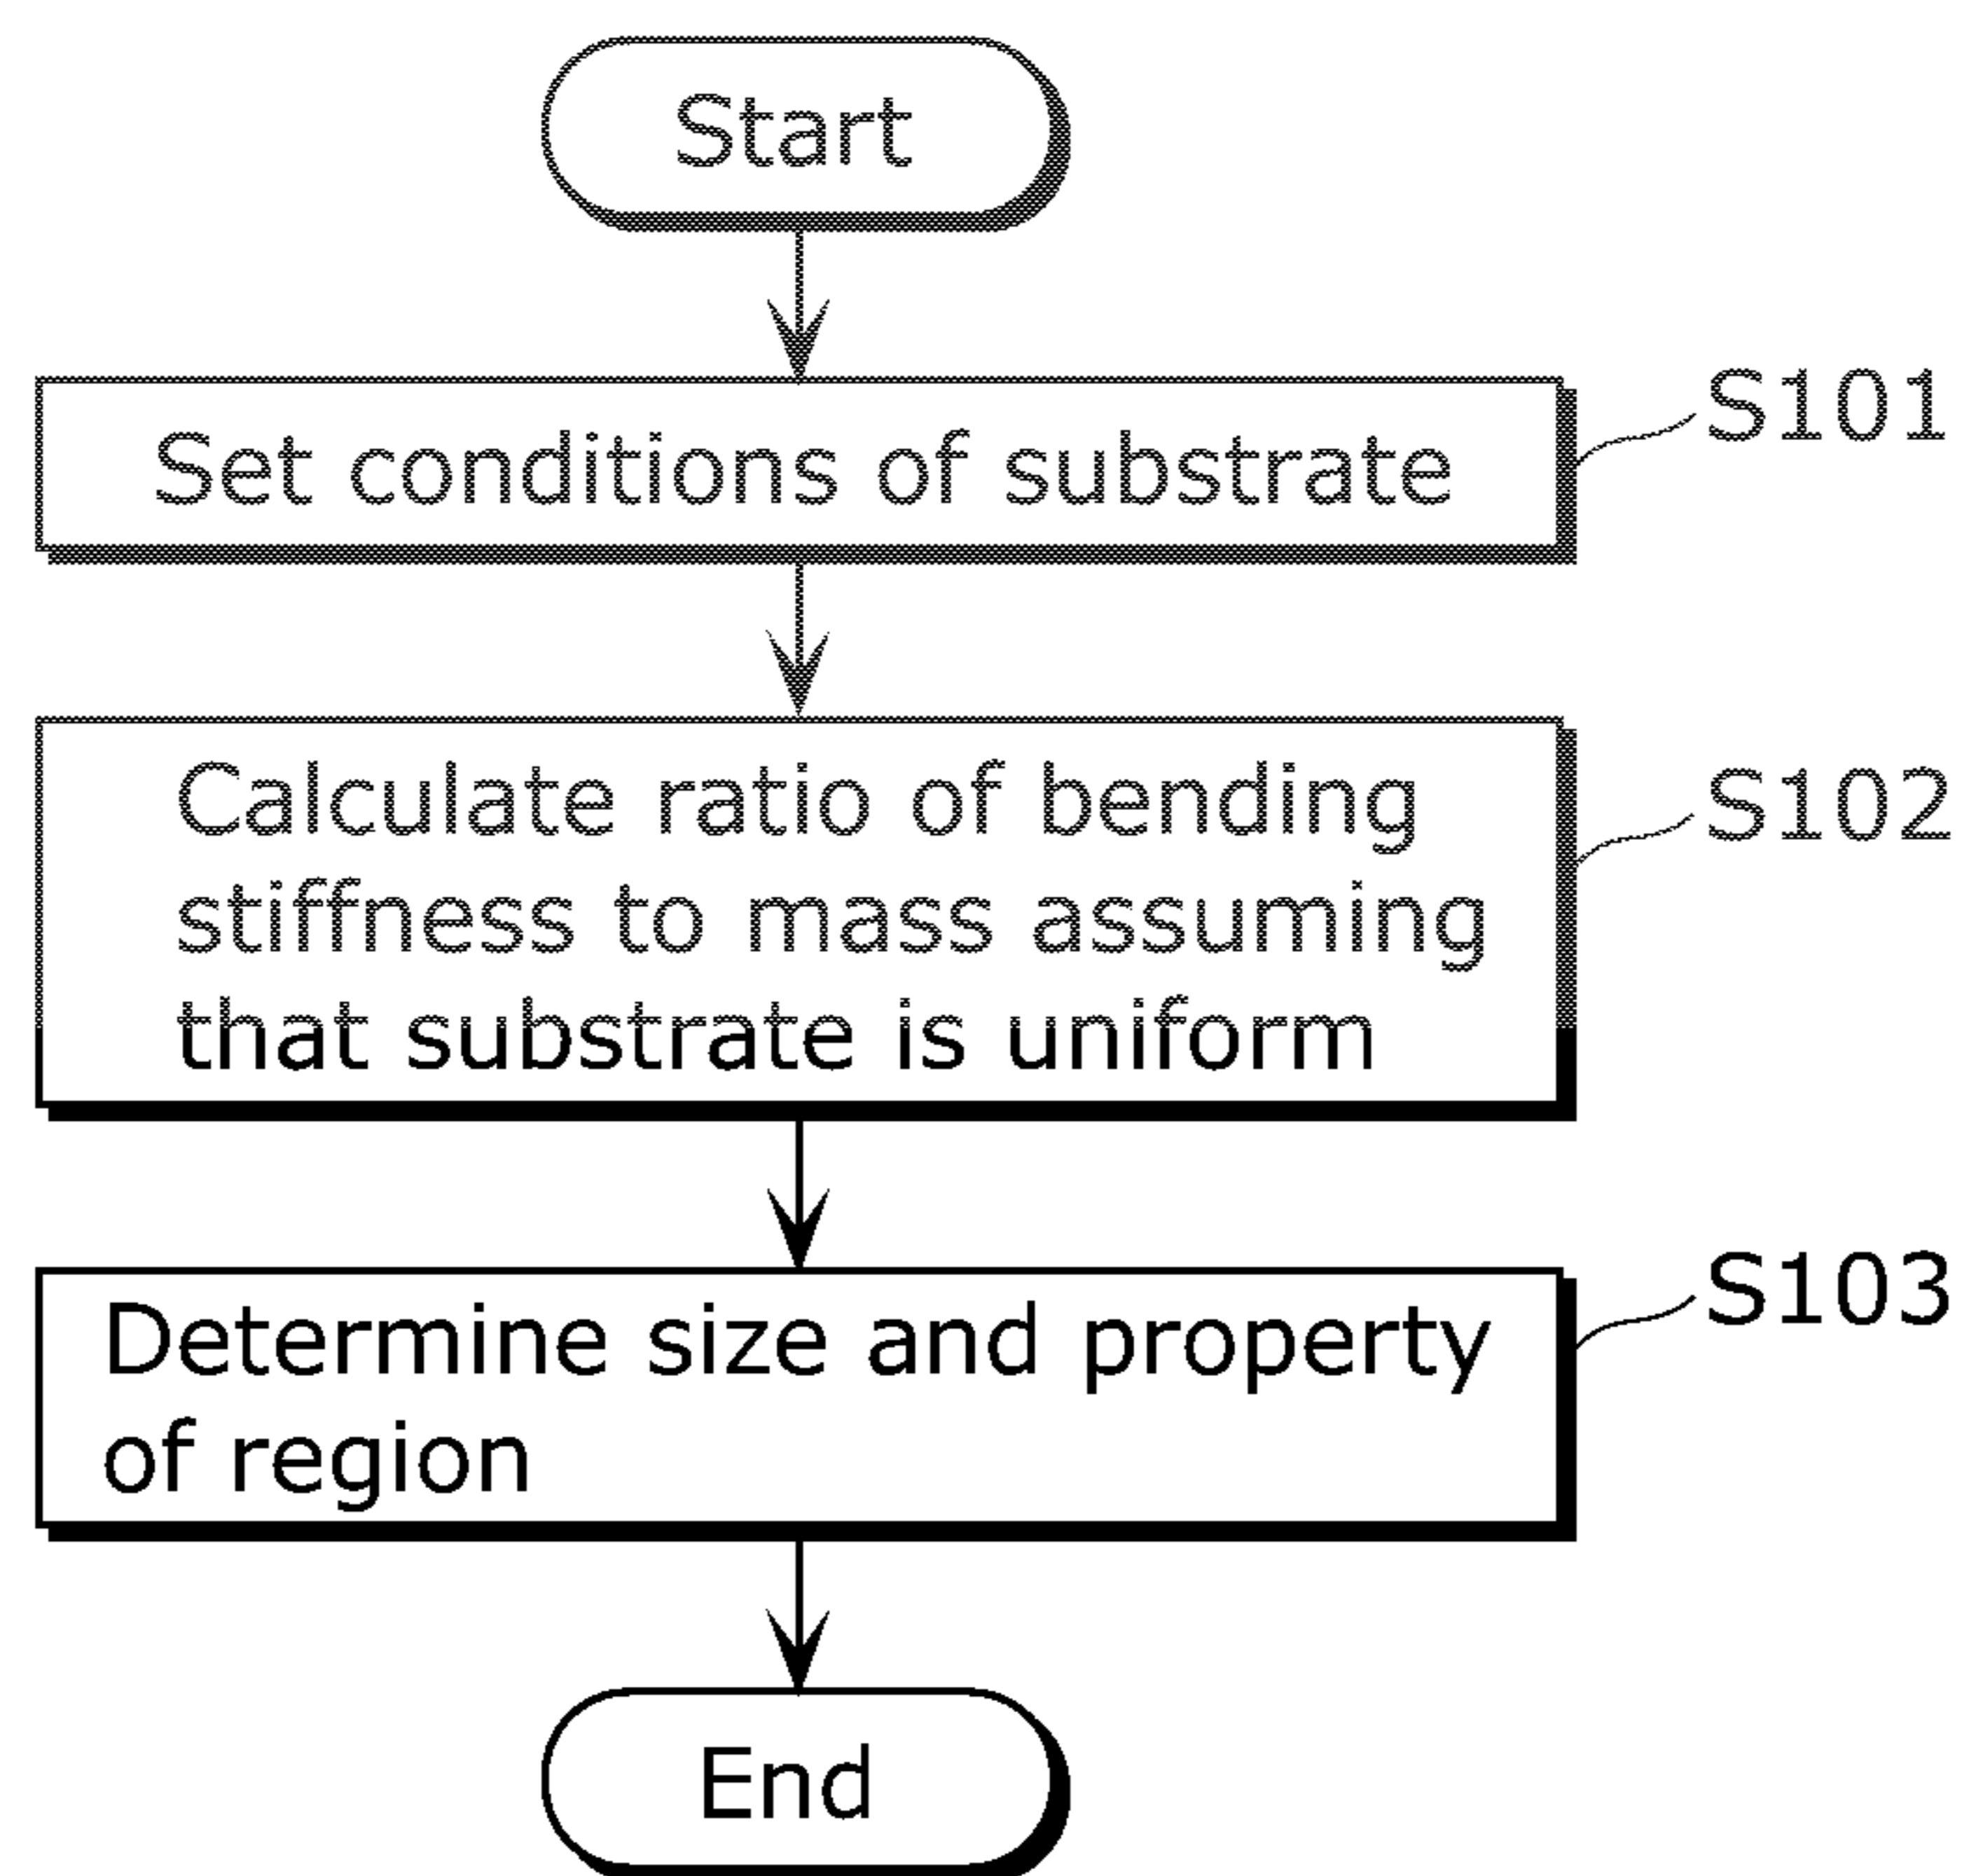 Start
Set conditions of substrate
S101
Calculate ratio of bending
stiffness to mass assuming
that substrate is uniform
S102
Determine size and property
of region
S103
End